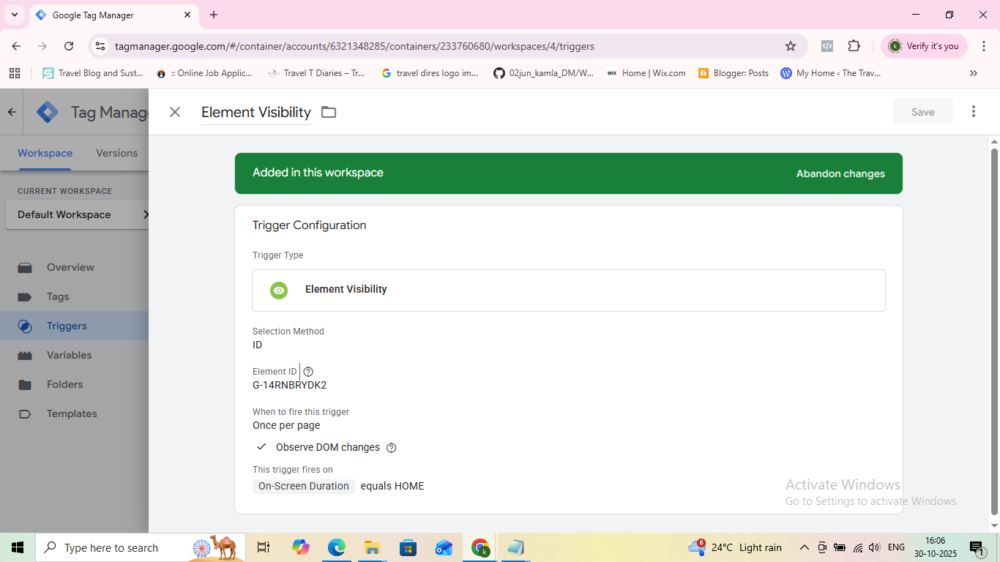 Google Tag Manager
tagmanager.google.com/#/container/accounts/6321348285/containers/233760680/workspaces/4/triggers
Verify it's you
Travel Blog and Sust...
:: Online Job Applic...
Travel T Diaries – Tr...
travel dires logo im...
02jun_kamla_DM/W...
Home | Wix.com
Blogger: Posts
My Home ‹ The Trav...
Tag Manag
Element Visibility
Save
Workspace
Versions
Added in this workspace
Abandon changes
CURRENT WORKSPACE
Default Workspace
Trigger Configuration
Trigger Type
Overview
Element Visibility
Tags
Triggers
Selection Method
ID
Variables
Element ID
G-14RNBRYDK2
Folders
When to fire this trigger
Templates
Once per page
Observe DOM changes
This trigger fires on
On-Screen Duration equals HOME
Activate Windows
Go to Settings to activate Windows.
Type here to search
6
24°C Light rain
ENG
16:06
30-10-2025
1